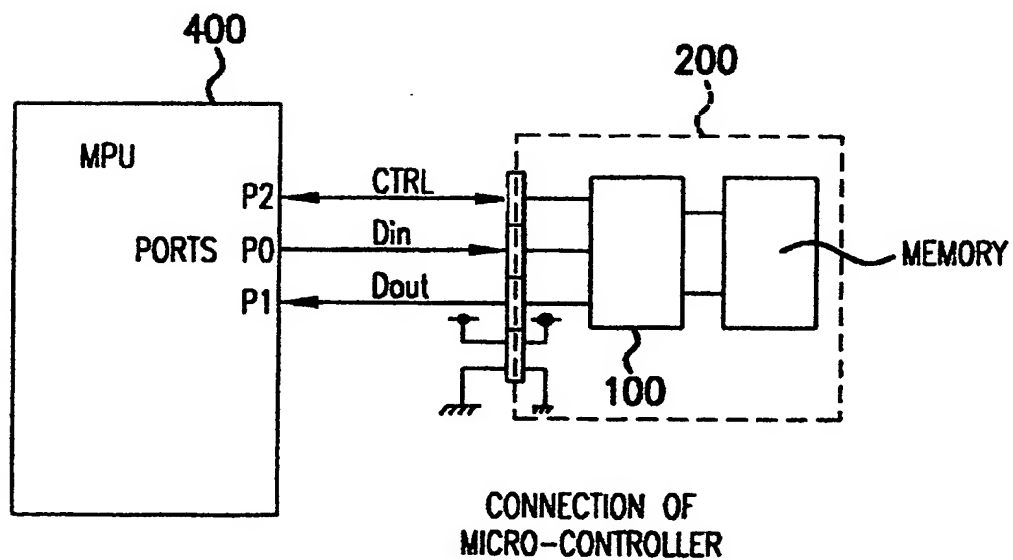 400
200
MPU
P2
CTRL
PORTS P0
Din
MEMORY
P1
Dout
100
CONNECTION OF
MICRO-CONTROLLER